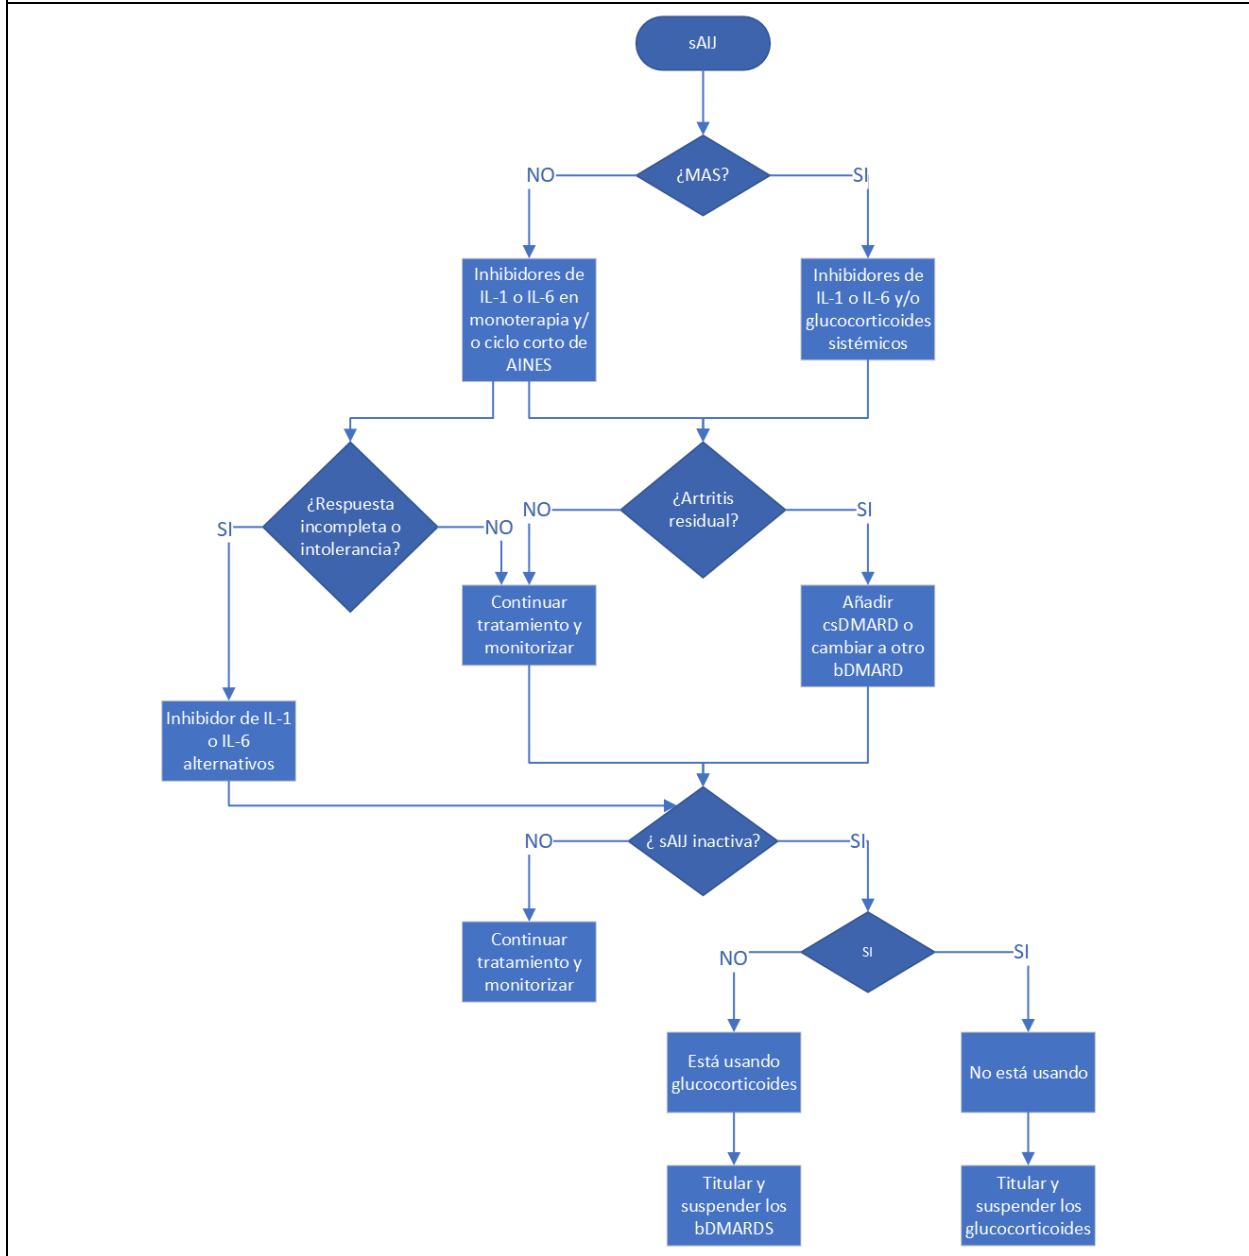 sAIJ
¿MAS?
NO
SI
Inhibidores de
IL-1 o IL-6 en
monoterapia y/
o ciclo corto de
AINES
Inhibidores de
IL-1 o IL-6 y/o
glucocorticoides
sistémicos
¿Respuesta
incompleta o
intolerancia?
SI
NO
¿Artritis
residual?
NO
SI
Continuar
tratamiento y
monitorizar
Añadir
csDMARD o
cambiar a otro
bDMARD
Inhibidor de IL-1
o IL-6
alternativos
¿ sAIJ inactiva?
NO
SI
Continuar
tratamiento y
monitorizar
SI
NO
SI
Está usando
glucocorticoides
No está usando
Titular y
suspender los
bDMARDS
Titular y
suspender los
glucocorticoides